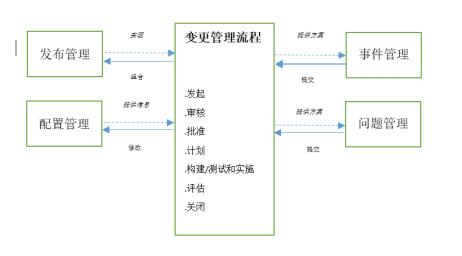 变更管理流程
发布管理
实现
组合
配置管理
提供信息
修改
.发起
.审核
.批准
.计划
.构建/测试和实施
.评估
.关闭
提供方案
提交
事件管理
提供方案
提交
问题管理